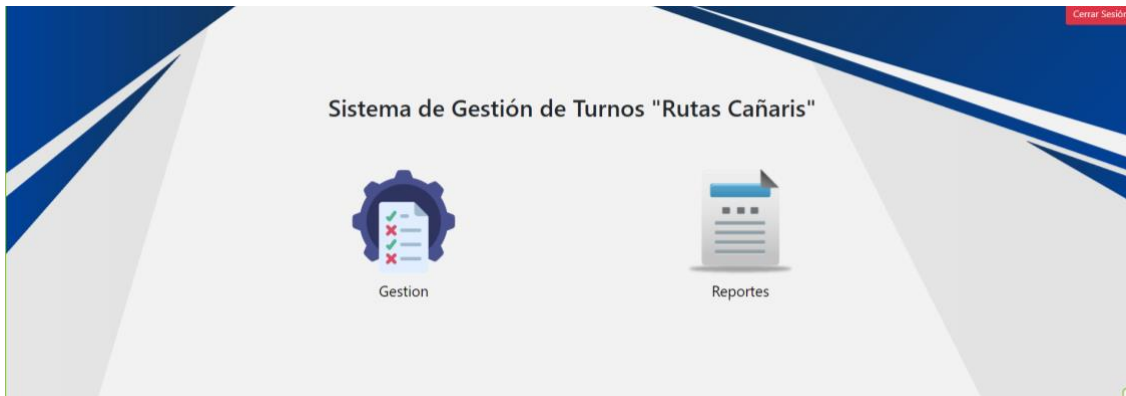 Cerrar Sesión
Sistema de Gestión de Turnos "Rutas Cañaris"
Gestion
Reportes